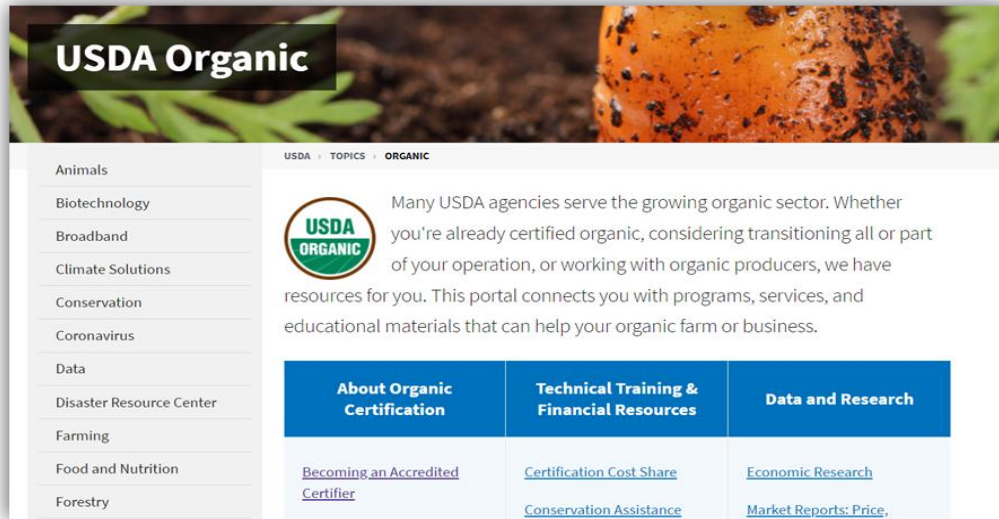 USDA Organic
USDA › TOPICS › ORGANIC
Animals
Biotechnology
Broadband
Climate Solutions
Conservation
Coronavirus
Data
Disaster Resource Center
Farming
Food and Nutrition
Forestry
USDA
ORGANIC
Many USDA agencies serve the growing organic sector. Whether
you're already certified organic, considering transitioning all or part
of your operation, or working with organic producers, we have
resources for you. This portal connects you with programs, services, and
educational materials that can help your organic farm or business.
About Organic
Certification
Becoming an Accredited
Certifier
Technical Training &
Financial Resources
Certification Cost Share
Conservation Assistance
Data and Research
Economic Research
Market Reports: Price,